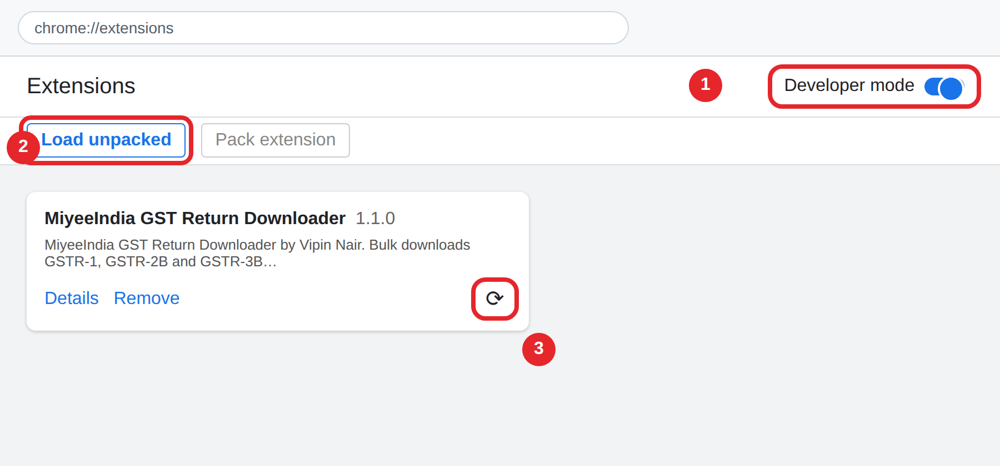 chrome://extensions
Extensions
1
Developer mode
2
Load unpacked
Pack extension
MiyeeIndia GST Return Downloader 1.1.0
MiyeeIndia GST Return Downloader by Vipin Nair. Bulk downloads
GSTR-1, GSTR-2B and GSTR-3B…
Details Remove
⟳
3